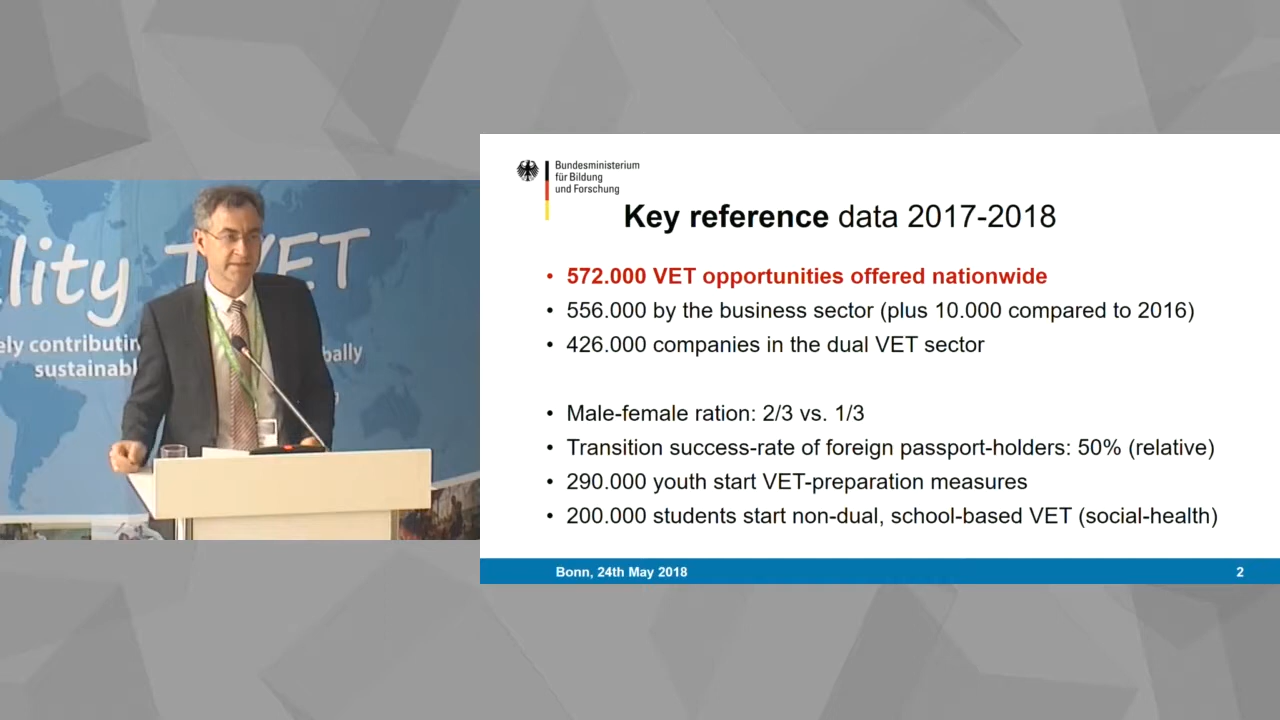 lity TVET
ely contributin
bally
sustainabl
Bundesministerium
für Bildung
und Forschung
Key reference data 2017-2018
• 572.000 VET opportunities offered nationwide
• 556.000 by the business sector (plus 10.000 compared to 2016)
• 426.000 companies in the dual VET sector
• Male-female ration: 2/3 vs. 1/3
• Transition success-rate of foreign passport-holders: 50% (relative)
• 290.000 youth start VET-preparation measures
• 200.000 students start non-dual, school-based VET (social-health)
Bonn, 24th May 2018
2